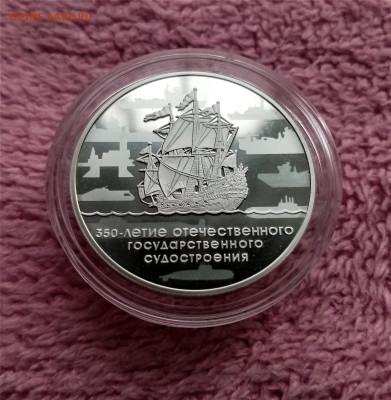 350-летие отечественного
государственного
судостроения